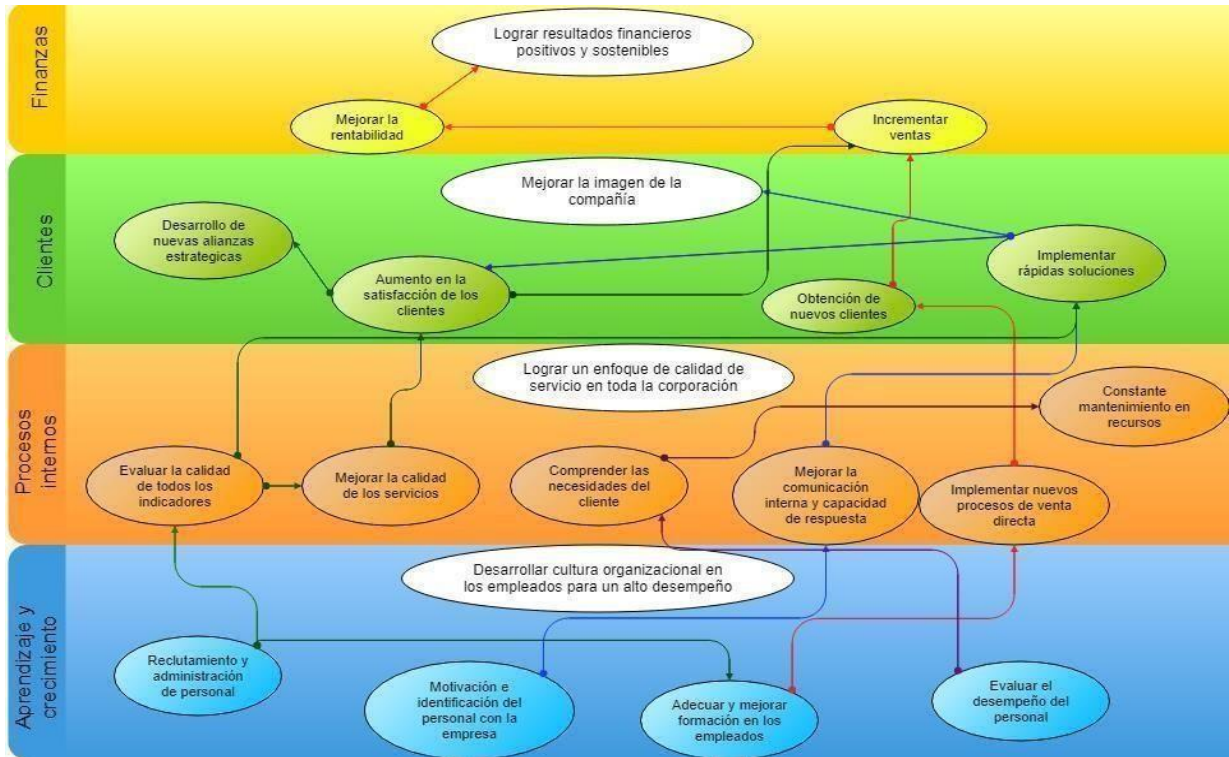 Finanzas
Lograr resultados financieros
positivos y sostenibles
Mejorar la
rentabilidad
Incrementar
ventas
Clientes
Mejorar la imagen de la
compañía
Desarrollo de
nuevas alianzas
estrategicas
Aumento en la
satisfacción de los
clientes
Implementar
rápidas soluciones
Obtención de
nuevos clientes
Procesos
internos
Lograr un enfoque de calidad de
servicio en toda la corporación
Constante
mantenimiento en
recursos
Evaluar la calidad
de todos los
indicadores
Mejorar la calidad
de los servicios
Comprender las
necesidades del
cliente
Mejorar la
comunicación
interna y capacidad
de respuesta
Implementar nuevos
procesos de venta
directa
Aprendizaje y
crecimiento
Desarrollar cultura organizacional en
los empleados para un alto desempeño
Reclutamiento y
administración
de personal
Motivación e
identificación del
personal con la
empresa
Adecuar y mejorar
formación en los
empleados
Evaluar el
desempeño del
personal